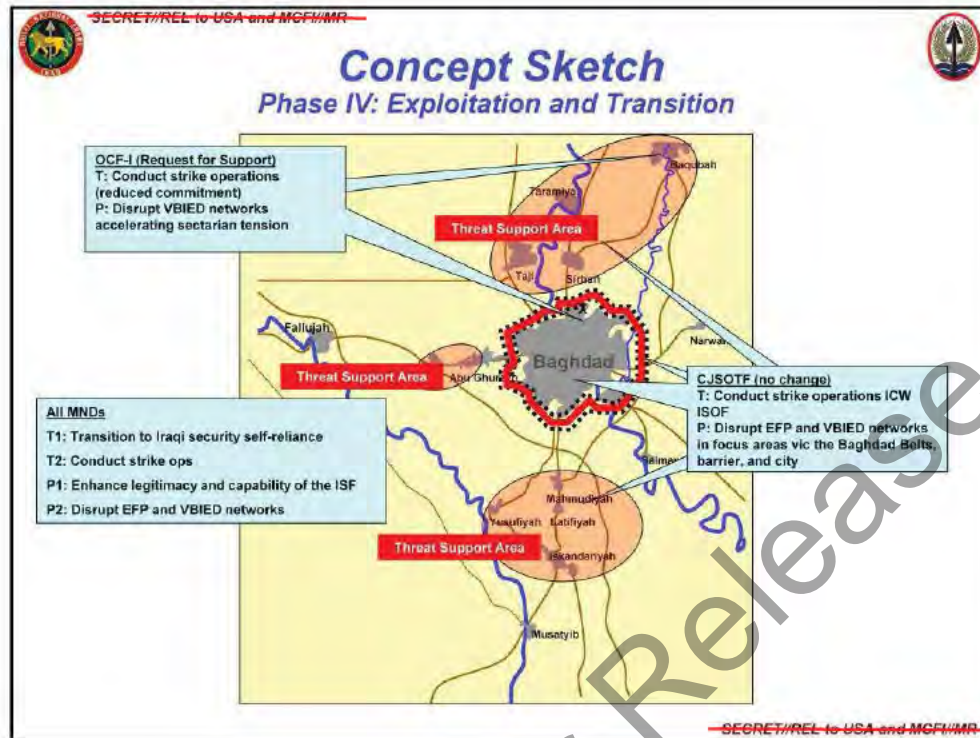 SECRET//REL to USA and MCFI//MR
Concept Sketch
Phase IV: Exploitation and Transition
OCF-I (Request for Support)
T: Conduct strike operations
(reduced commitment)
P: Disrupt VBIED networks
accelerating sectarian tension
Baqubah
Taramiya
Threat Support Area
Taji
Fallujah
Baghdad
Narwan
Threat Support Area
Abu Ghuraib
CJSOTF (no change)
T: Conduct strike operations ICW
ISOF
P: Disrupt EFP and VBIED networks
in focus areas vic the Baghdad Belts,
barrier, and city
All MNDs
T1: Transition to Iraqi security self-reliance
T2: Conduct strike ops
P1: Enhance legitimacy and capability of the ISF
P2: Disrupt EFP and VBIED networks
Salman
Mahmudiyah
Yusufiyah
Latifiyah
Threat Support Area
Iskandariyah
Musatyib
Release
SECRET//REL to USA and MCFI//MR